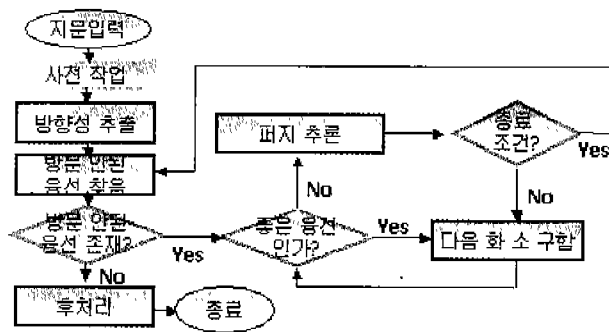 지문입력
사전 작업
방향성 추출
방문 안된
융선 찾음
방문 안된
융선 존재?
Yes
No
후처리
종료
좋은 융선
인가?
Yes
No
퍼지 추론
종료
조건?
Yes
No
다음 화 소 구함